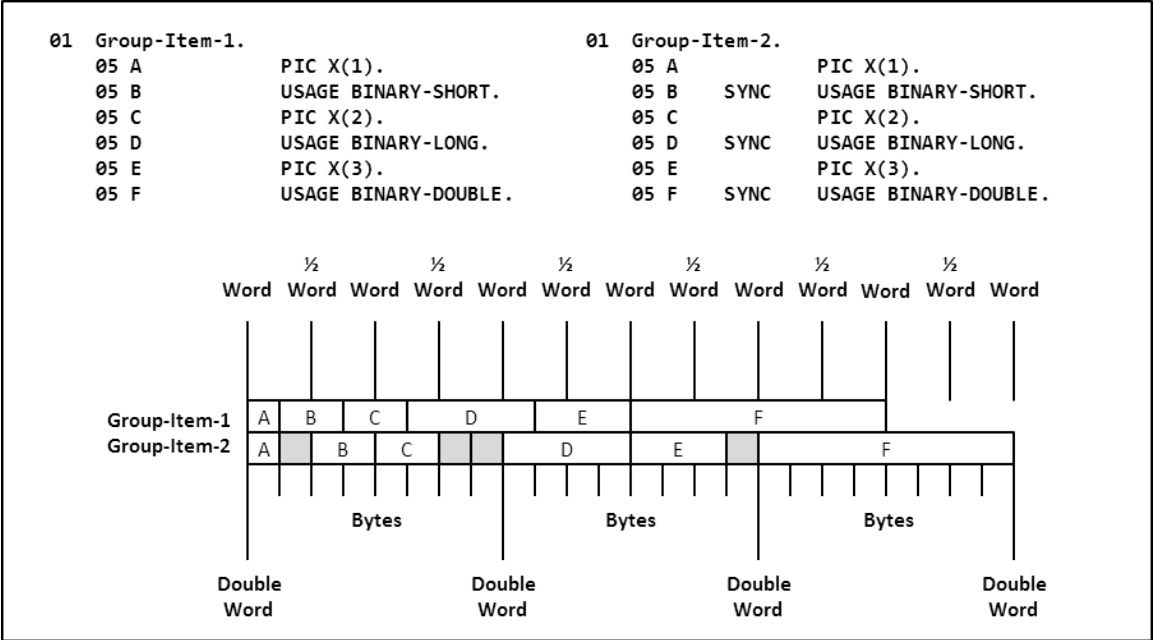 01  Group-Item-1.
    05 A            PIC X(1).
    05 B            USAGE BINARY-SHORT.
    05 C            PIC X(2).
    05 D            USAGE BINARY-LONG.
    05 E            PIC X(3).
    05 F            USAGE BINARY-DOUBLE.
01  Group-Item-2.
    05 A            PIC X(1).
    05 B    SYNC    USAGE BINARY-SHORT.
    05 C            PIC X(2).
    05 D    SYNC    USAGE BINARY-LONG.
    05 E            PIC X(3).
    05 F    SYNC    USAGE BINARY-DOUBLE.
½ ½ ½ ½ ½ ½
Word Word Word Word Word Word Word Word Word Word Word Word Word
Group-Item-1 A B C D E F
Group-Item-2 A B C D E F
Bytes Bytes Bytes
Double Double Double Double
Word Word Word Word